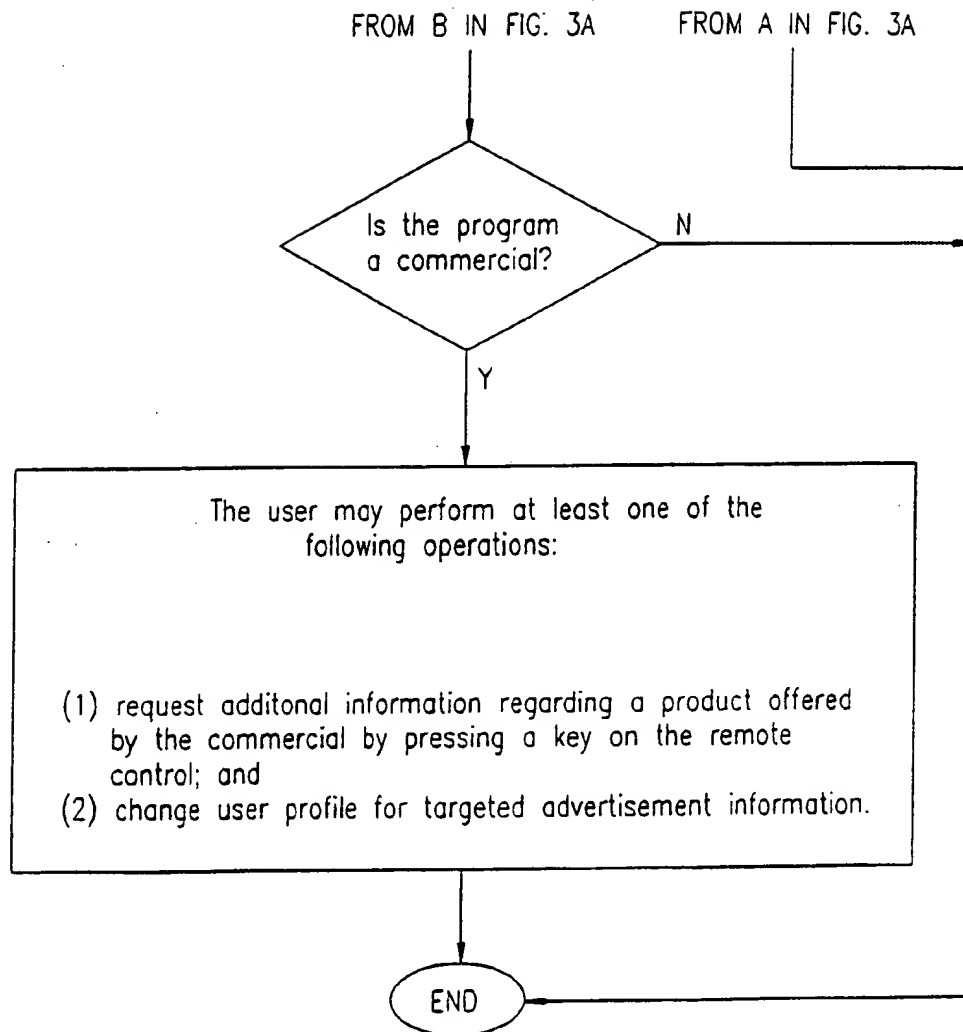 FROM B IN FIG. 3A
FROM A IN FIG. 3A
Is the program
a commercial?
N
Y
The user may perform at least one of the
following operations:
(1) request additonal information regarding a product offered
by the commercial by pressing a key on the remote
control; and
(2) change user profile for targeted advertisement information.
END